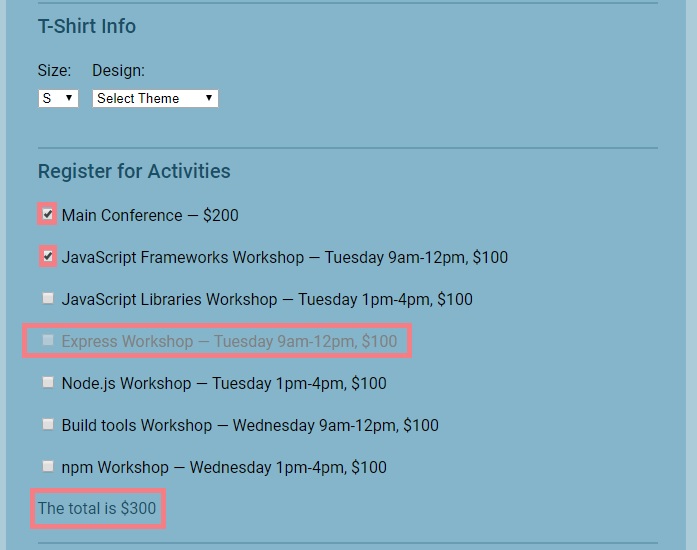 T-Shirt Info
Size: Design:
S Select Theme
Register for Activities
Main Conference — $200
JavaScript Frameworks Workshop — Tuesday 9am-12pm, $100
JavaScript Libraries Workshop — Tuesday 1pm-4pm, $100
Express Workshop — Tuesday 9am-12pm, $100
Node.js Workshop — Tuesday 1pm-4pm, $100
Build tools Workshop — Wednesday 9am-12pm, $100
npm Workshop — Wednesday 1pm-4pm, $100
The total is $300